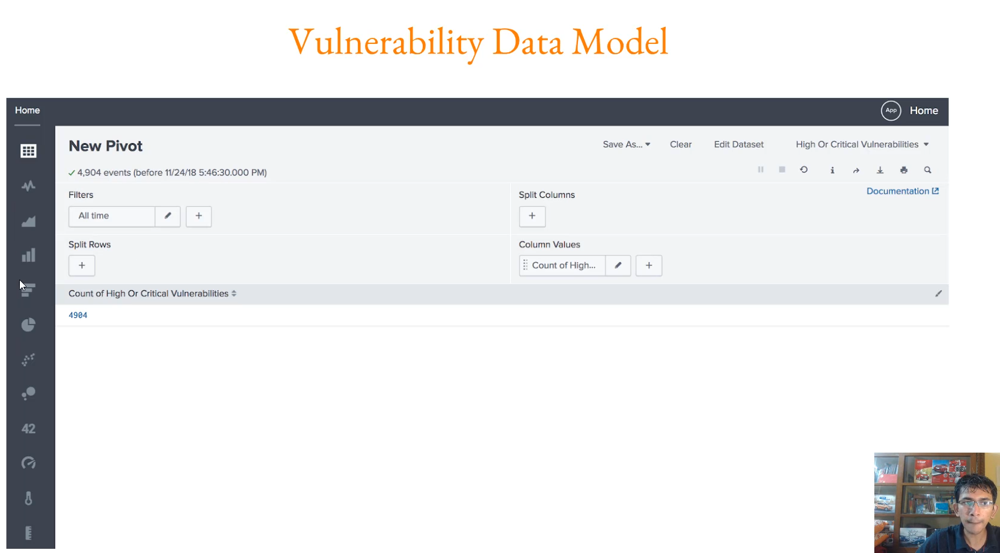 Vulnerability Data Model
Home
App Home
New Pivot
Save As... Clear Edit Dataset High Or Critical Vulnerabilities
4,904 events (before 11/24/18 5:46:30.000 PM)
Filters
Split Columns
Documentation
All time
+
+
Split Rows
Column Values
+
Count of High...
+
Count of High Or Critical Vulnerabilities
4904
42